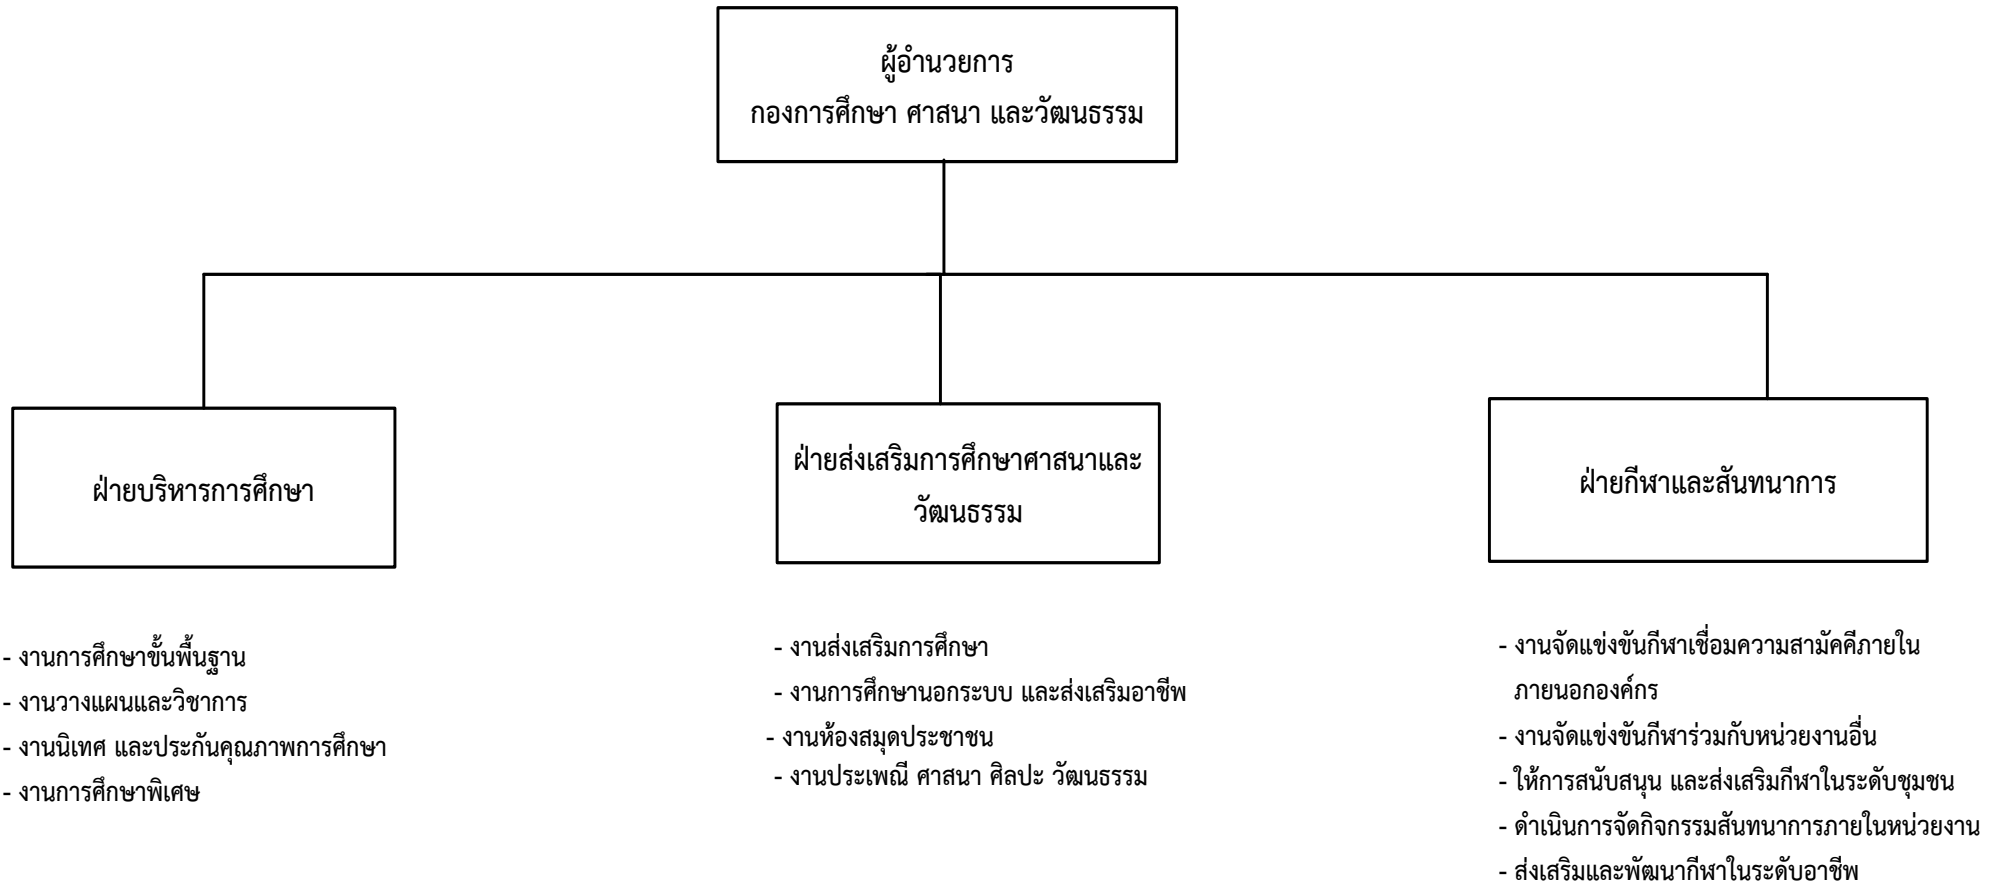 ผู้อำนวยการ
กองการศึกษา ศาสนา และวัฒนธรรม
ฝ่ายบริหารการศึกษา
ฝ่ายส่งเสริมการศึกษาศาสนาและ
วัฒนธรรม
ฝ่ายกีฬาและสันทนาการ
- งานการศึกษาขั้นพื้นฐาน
- งานวางแผนและวิชาการ
- งานนิเทศ และประกันคุณภาพการศึกษา
- งานการศึกษาพิเศษ
- งานส่งเสริมการศึกษา
- งานการศึกษานอกระบบ และส่งเสริมอาชีพ
- งานห้องสมุดประชาชน
- งานประเพณี ศาสนา ศิลปะ วัฒนธรรม
- งานจัดแข่งขันกีฬาเชื่อมความสามัคคีภายใน
ภายนอกองค์กร
- งานจัดแข่งขันกีฬาร่วมกับหน่วยงานอื่น
- ให้การสนับสนุน และส่งเสริมกีฬาในระดับชุมชน
- ดำเนินการจัดกิจกรรมสันทนาการภายในหน่วยงาน
- ส่งเสริมและพัฒนากีฬาในระดับอาชีพ